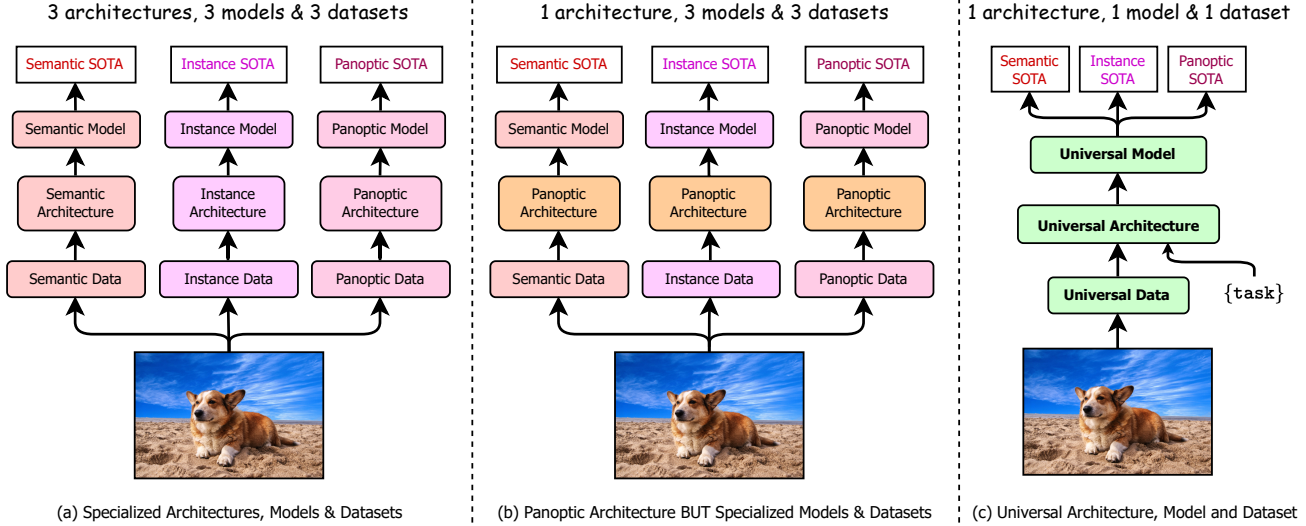 3 architectures, 3 models & 3 datasets
Semantic SOTA
Instance SOTA
Panoptic SOTA
Semantic Model
Instance Model
Panoptic Model
Semantic
Architecture
Instance
Architecture
Panoptic
Architecture
Semantic Data
Instance Data
Panoptic Data
(a) Specialized Architectures, Models & Datasets
1 architecture, 3 models & 3 datasets
Semantic SOTA
Instance SOTA
Panoptic SOTA
Semantic Model
Instance Model
Panoptic Model
Panoptic
Architecture
Panoptic
Architecture
Panoptic
Architecture
Semantic Data
Instance Data
Panoptic Data
(b) Panoptic Architecture BUT Specialized Models & Datasets
1 architecture, 1 model & 1 dataset
Semantic
SOTA
Instance
SOTA
Panoptic
SOTA
Universal Model
Universal Architecture
{task}
Universal Data
(c) Universal Architecture, Model and Dataset